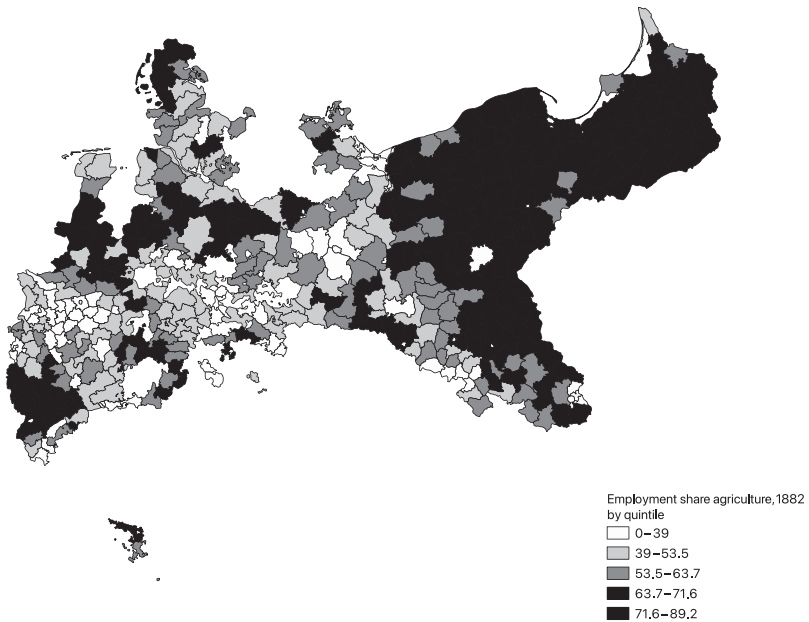 Employment share agriculture, 1882
by quintile
0–39
39–53.5
53.5–63.7
63.7–71.6
71.6–89.2